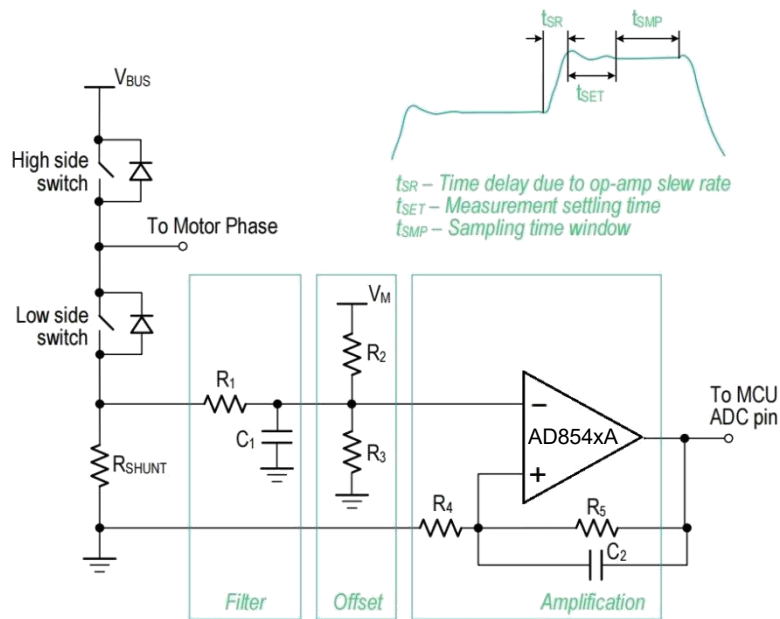 tSR
tSMP
tSET
VBUS
High side
switch
tSR – Time delay due to op-amp slew rate
tSET – Measurement settling time
tSMP – Sampling time window
To Motor Phase
VM
Low side
switch
R2
R1
To MCU
ADC pin
−
C1
R3
AD854xA
RSHUNT
+
R4
R5
C2
Filter
Offset
Amplification